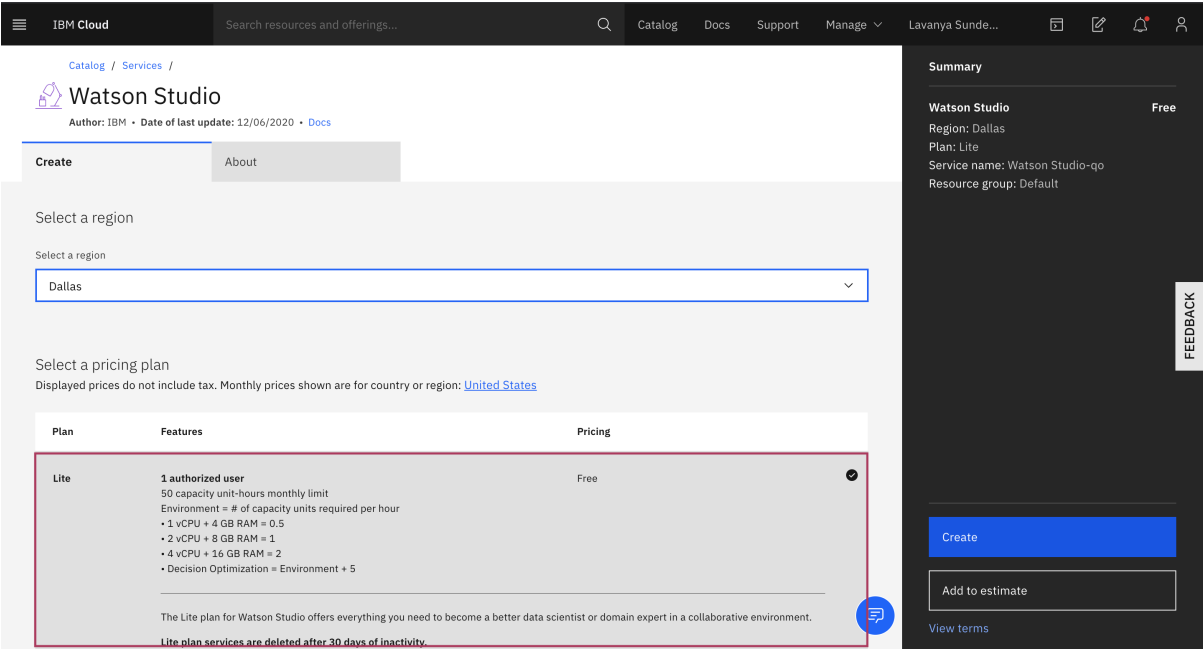 IBM Cloud
Search resources and offerings...
Catalog
Docs
Support
Manage
Lavanya Sunde...
Catalog / Services /
Watson Studio
Author: IBM • Date of last update: 12/06/2020 • Docs
Create
About
Select a region
Select a region
Dallas
Select a pricing plan
Displayed prices do not include tax. Monthly prices shown are for country or region: United States
Plan Features Pricing
Lite 1 authorized user Free
50 capacity unit-hours monthly limit
Environment = # of capacity units required per hour
• 1 vCPU + 4 GB RAM = 0.5
• 2 vCPU + 8 GB RAM = 1
• 4 vCPU + 16 GB RAM = 2
• Decision Optimization = Environment + 5
The Lite plan for Watson Studio offers everything you need to become a better data scientist or domain expert in a collaborative environment.
Lite plan services are deleted after 30 days of inactivity.
Summary
Watson Studio Free
Region: Dallas
Plan: Lite
Service name: Watson Studio-qo
Resource group: Default
FEEDBACK
Create
Add to estimate
View terms